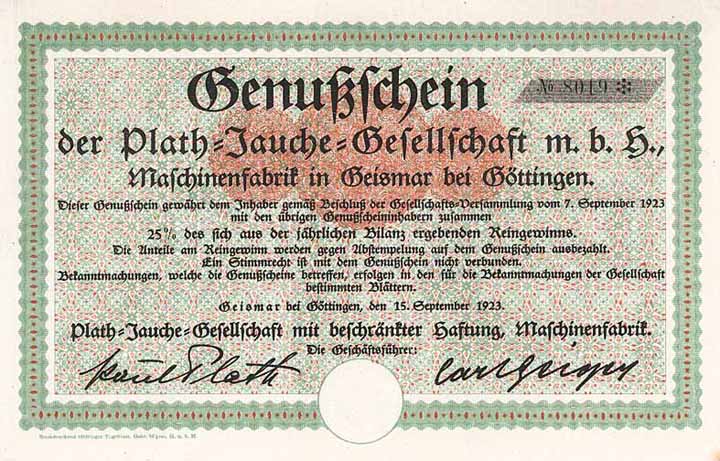 Genußschein
№ 8019 ✻
der Plath=Jauche=Gesellschaft m. b. H.,
Maschinenfabrik in Geismar bei Göttingen.
Dieser Genußschein gewährt dem Inhaber gemäß Beschluß der Gesellschafts-Versammlung vom 7. September 1923
mit den übrigen Genußscheininhabern zusammen
25% des sich aus der jährlichen Bilanz ergebenden Reingewinns.
Die Anteile am Reingewinn werden gegen Abstempelung auf dem Genußschein ausbezahlt.
Ein Stimmrecht ist mit dem Genußschein nicht verbunden.
Bekanntmachungen, welche die Genußscheine betreffen, erfolgen in den für die Bekanntmachungen der Gesellschaft
bestimmten Blättern.
Geismar bei Göttingen, den 15. September 1923.
Plath=Jauche=Gesellschaft mit beschränkter Haftung, Maschinenfabrik.
Die Geschäftsführer:
Paul Plath
Göttinger Tageblatt